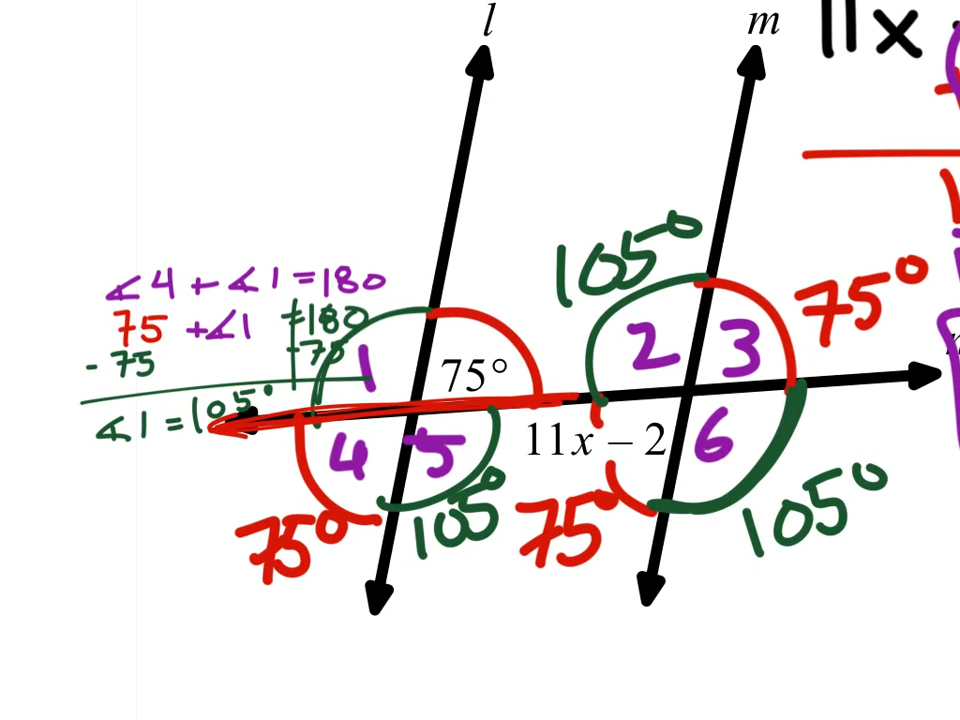 l
m
11x
105°
75°
∡4 + ∡1 = 180
75 + ∡1 = 180
- 75 - 75
∡1 = 105°
1
75°
2
3
4
5
11x – 2
6
75°
105°
75°
105°